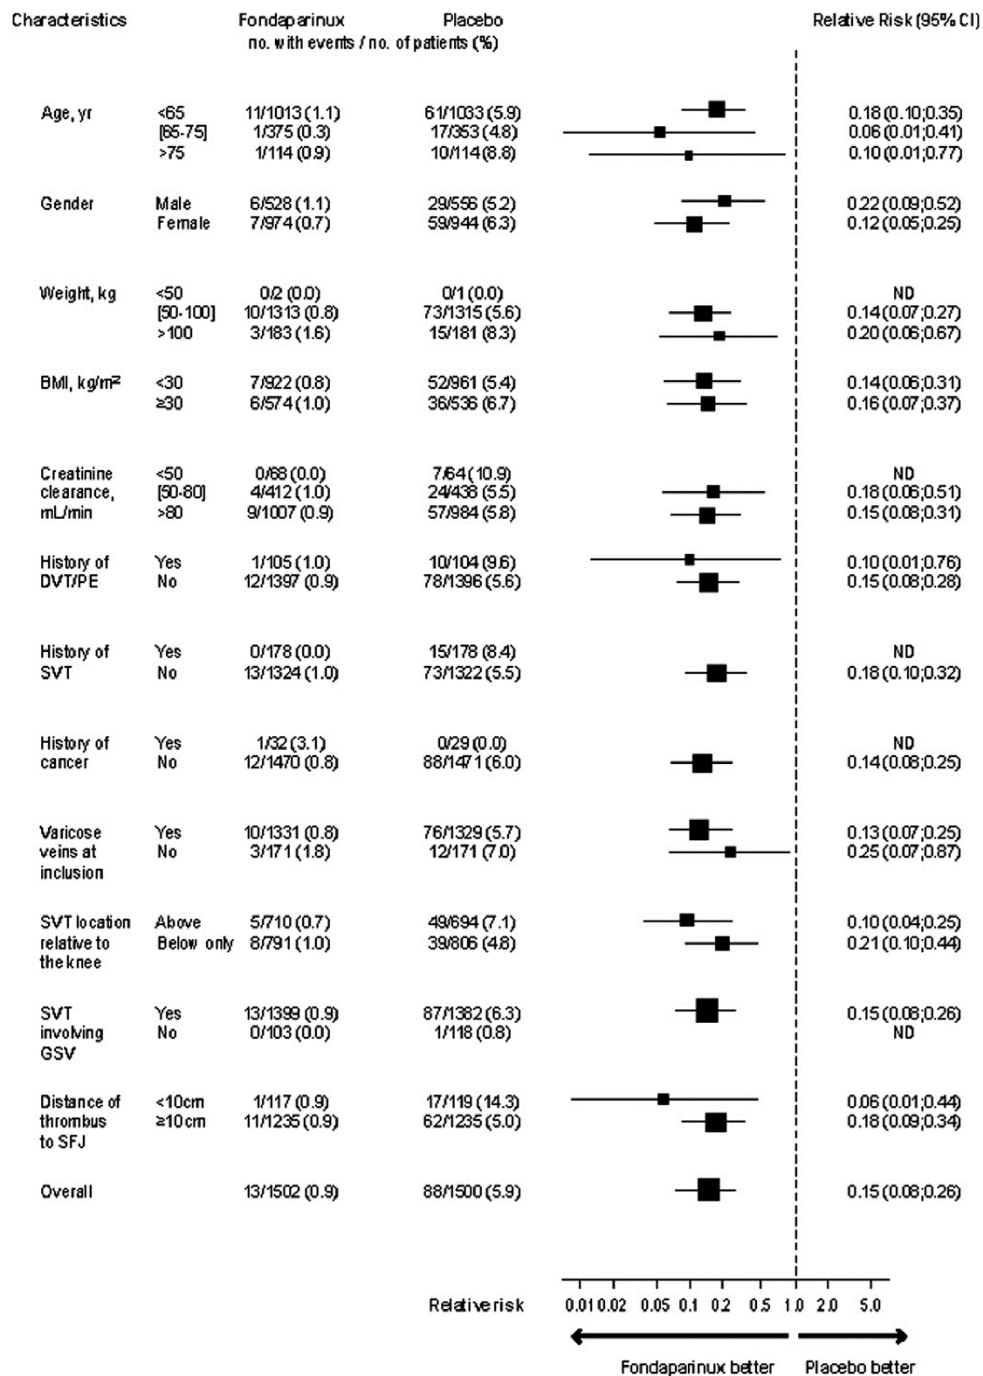 Characteristics Fondaparinux Placebo Relative Risk (95% CI)
no. with events / no. of patients (%)
Age, yr <65 11/1013 (1.1) 61/1033 (5.9) 0.18 (0.10;0.35)
[65-75] 1/375 (0.3) 17/353 (4.8) 0.06 (0.01;0.41)
>75 1/114 (0.9) 10/114 (8.8) 0.10 (0.01;0.77)
Gender Male 6/528 (1.1) 29/556 (5.2) 0.22 (0.09;0.52)
Female 7/974 (0.7) 59/944 (6.3) 0.12 (0.05;0.25)
Weight, kg <50 0/2 (0.0) 0/1 (0.0) ND
[50-100] 10/1313 (0.8) 73/1315 (5.6) 0.14 (0.07;0.27)
>100 3/183 (1.6) 15/181 (8.3) 0.20 (0.06;0.67)
BMI, kg/m² <30 7/922 (0.8) 52/961 (5.4) 0.14 (0.06;0.31)
≥30 6/574 (1.0) 36/536 (6.7) 0.16 (0.07;0.37)
Creatinine <50 0/68 (0.0) 7/64 (10.9) ND
clearance, [50-80] 4/412 (1.0) 24/438 (5.5) 0.18 (0.06;0.51)
mL/min >80 9/1007 (0.9) 57/984 (5.8) 0.15 (0.08;0.31)
History of Yes 1/105 (1.0) 10/104 (9.6) 0.10 (0.01;0.76)
DVT/PE No 12/1397 (0.9) 78/1396 (5.6) 0.15 (0.08;0.28)
History of Yes 0/178 (0.0) 15/178 (8.4) ND
SVT No 13/1324 (1.0) 73/1322 (5.5) 0.18 (0.10;0.32)
History of Yes 1/32 (3.1) 0/29 (0.0) ND
cancer No 12/1470 (0.8) 88/1471 (6.0) 0.14 (0.08;0.25)
Varicose Yes 10/1331 (0.8) 76/1329 (5.7) 0.13 (0.07;0.25)
veins at No 3/171 (1.8) 12/171 (7.0) 0.25 (0.07;0.87)
inclusion
SVT location Above 5/710 (0.7) 49/694 (7.1) 0.10 (0.04;0.25)
relative to Below only 8/791 (1.0) 39/806 (4.8) 0.21 (0.10;0.44)
the knee
SVT Yes 13/1399 (0.9) 87/1382 (6.3) 0.15 (0.08;0.26)
involving No 0/103 (0.0) 1/118 (0.8) ND
GSV
Distance of <10cm 1/117 (0.9) 17/119 (14.3) 0.06 (0.01;0.44)
thrombus ≥10cm 11/1235 (0.9) 62/1235 (5.0) 0.18 (0.09;0.34)
to SFJ
Overall 13/1502 (0.9) 88/1500 (5.9) 0.15 (0.08;0.26)
Relative risk 0.01 0.02 0.05 0.1 0.2 0.5 1.0 2.0 5.0
Fondaparinux better Placebo better